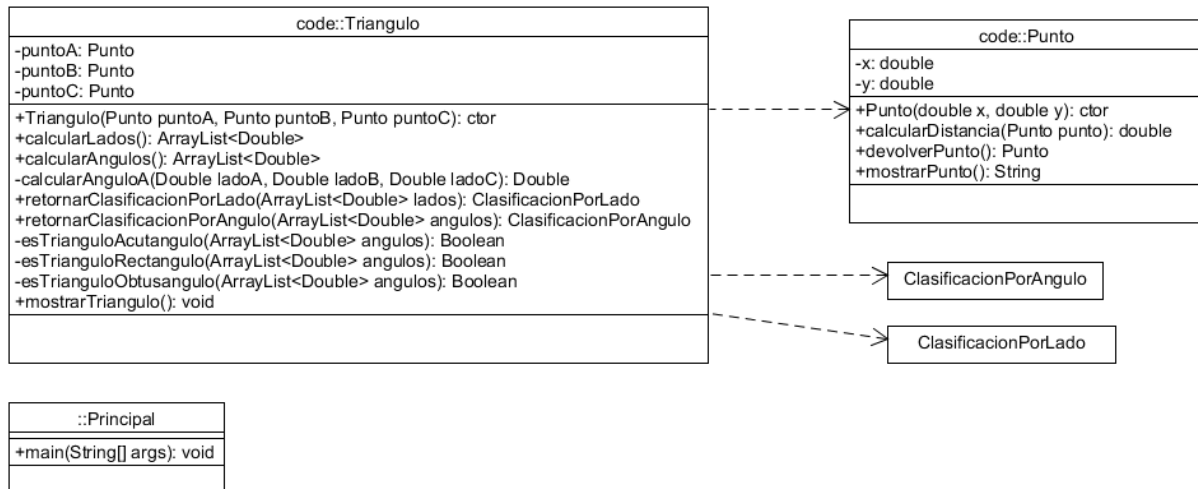 code::Triangulo
-puntoA: Punto
-puntoB: Punto
-puntoC: Punto
+Triangulo(Punto puntoA, Punto puntoB, Punto puntoC): ctor
+calcularLados(): ArrayList<Double>
+calcularAngulos(): ArrayList<Double>
-calcularAnguloA(Double ladoA, Double ladoB, Double ladoC): Double
+retornarClasificacionPorLado(ArrayList<Double> lados): ClasificacionPorLado
+retornarClasificacionPorAngulo(ArrayList<Double> angulos): ClasificacionPorAngulo
-esTrianguloAcutangulo(ArrayList<Double> angulos): Boolean
-esTrianguloRectangulo(ArrayList<Double> angulos): Boolean
-esTrianguloObtusangulo(ArrayList<Double> angulos): Boolean
+mostrarTriangulo(): void
code::Punto
-x: double
-y: double
+Punto(double x, double y): ctor
+calcularDistancia(Punto punto): double
+devolverPunto(): Punto
+mostrarPunto(): String
ClasificacionPorAngulo
ClasificacionPorLado
::Principal
+main(String[] args): void